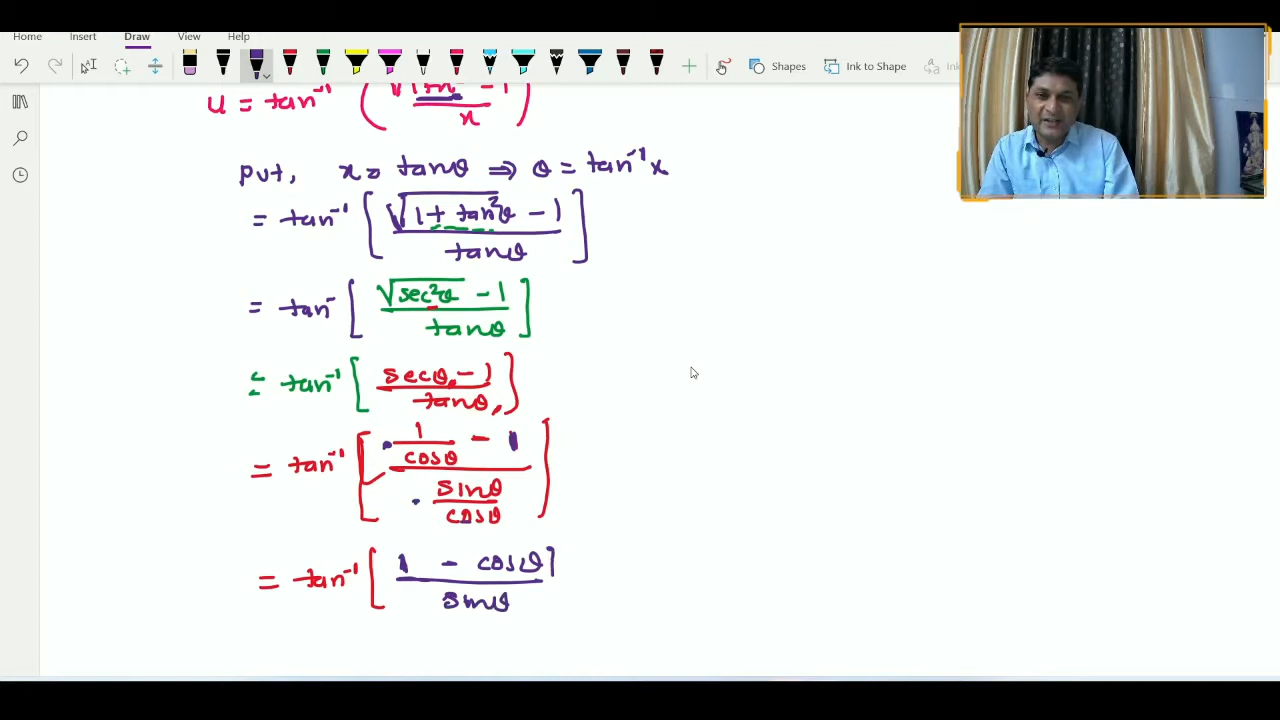 Home Insert Draw View Help
Shapes Ink to Shape
u = tan⁻¹ ( √1+x² - 1 / x )
put, x = tanθ ⇒ θ = tan⁻¹x
= tan⁻¹ [ √1 + tan²θ - 1 / tanθ ]
= tan⁻ [ √sec²θ - 1 / tanθ ]
= tan⁻¹ [ secθ - 1 / tanθ ]
= tan⁻¹ [ 1/cosθ - 1 / sinθ/cosθ ]
= tan⁻¹ [ 1 - cosθ / sinθ